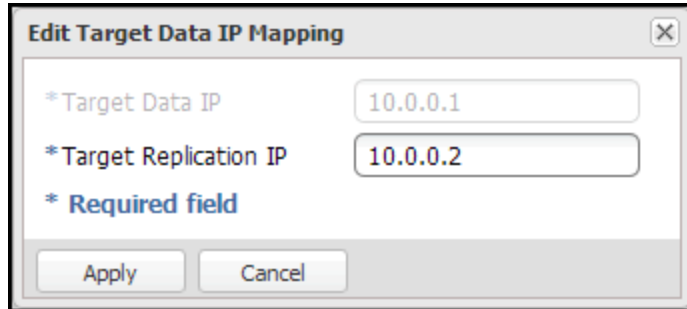 Edit Target Data IP Mapping
*Target Data IP 10.0.0.1
*Target Replication IP 10.0.0.2
* Required field
Apply Cancel